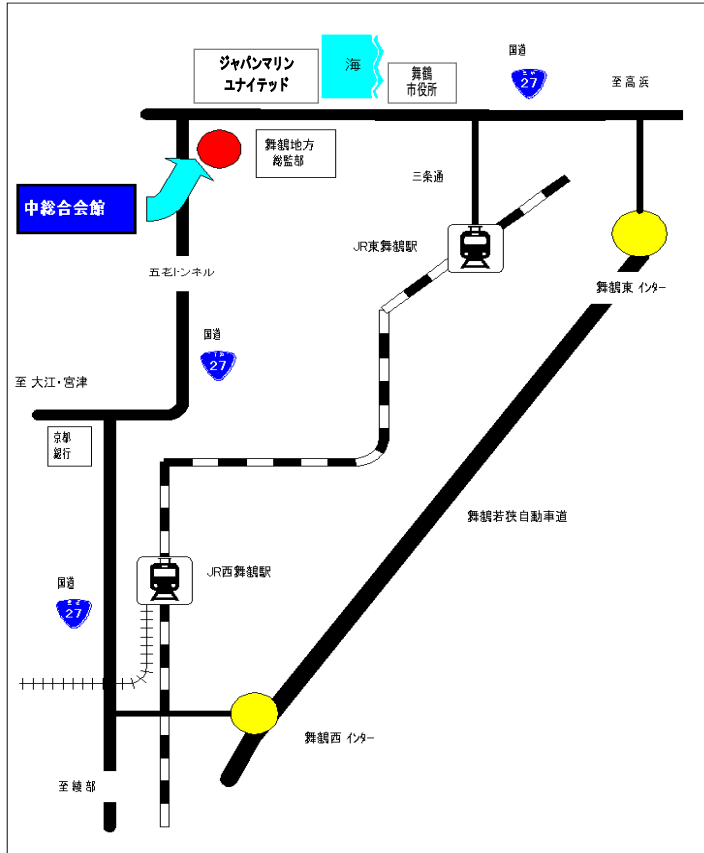 ジャパンマリン
ユナイテッド
海
舞鶴
市役所
国道
27
至高浜
舞鶴地方
総監部
中総合会館
三条通
JR東舞鶴駅
五老トンネル
舞鶴東 インター
国道
27
至 大江・宮津
京都
銀行
舞鶴若狭自動車道
JR西舞鶴駅
国道
27
舞鶴西 インター
至綾部